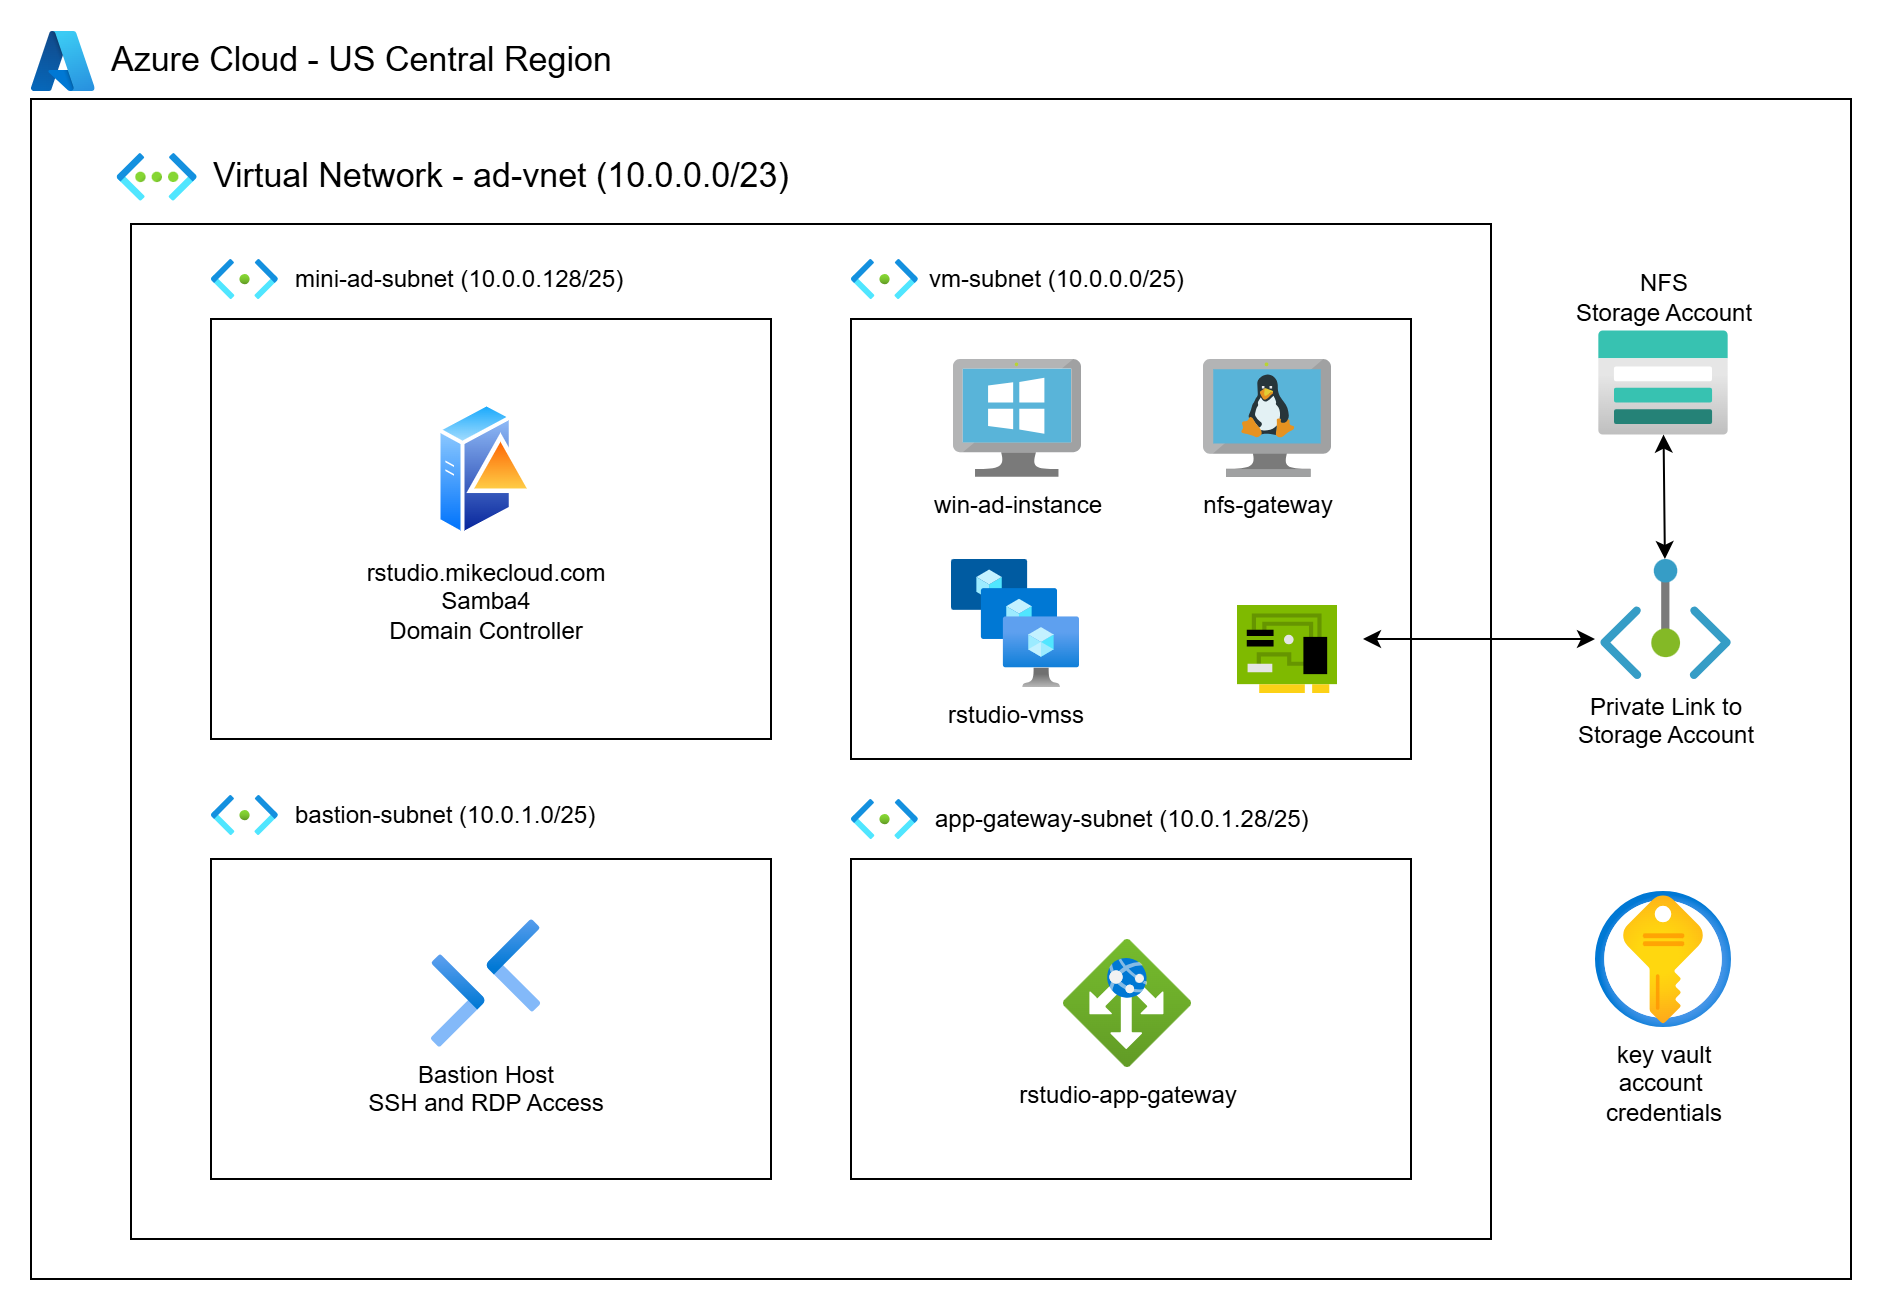 Azure Cloud - US Central Region
Virtual Network - ad-vnet (10.0.0.0/23)
mini-ad-subnet (10.0.0.128/25)
rstudio.mikecloud.com
Samba4
Domain Controller
vm-subnet (10.0.0.0/25)
win-ad-instance
nfs-gateway
rstudio-vmss
NFS
Storage Account
Private Link to
Storage Account
bastion-subnet (10.0.1.0/25)
Bastion Host
SSH and RDP Access
app-gateway-subnet (10.0.1.28/25)
rstudio-app-gateway
key vault
account
credentials